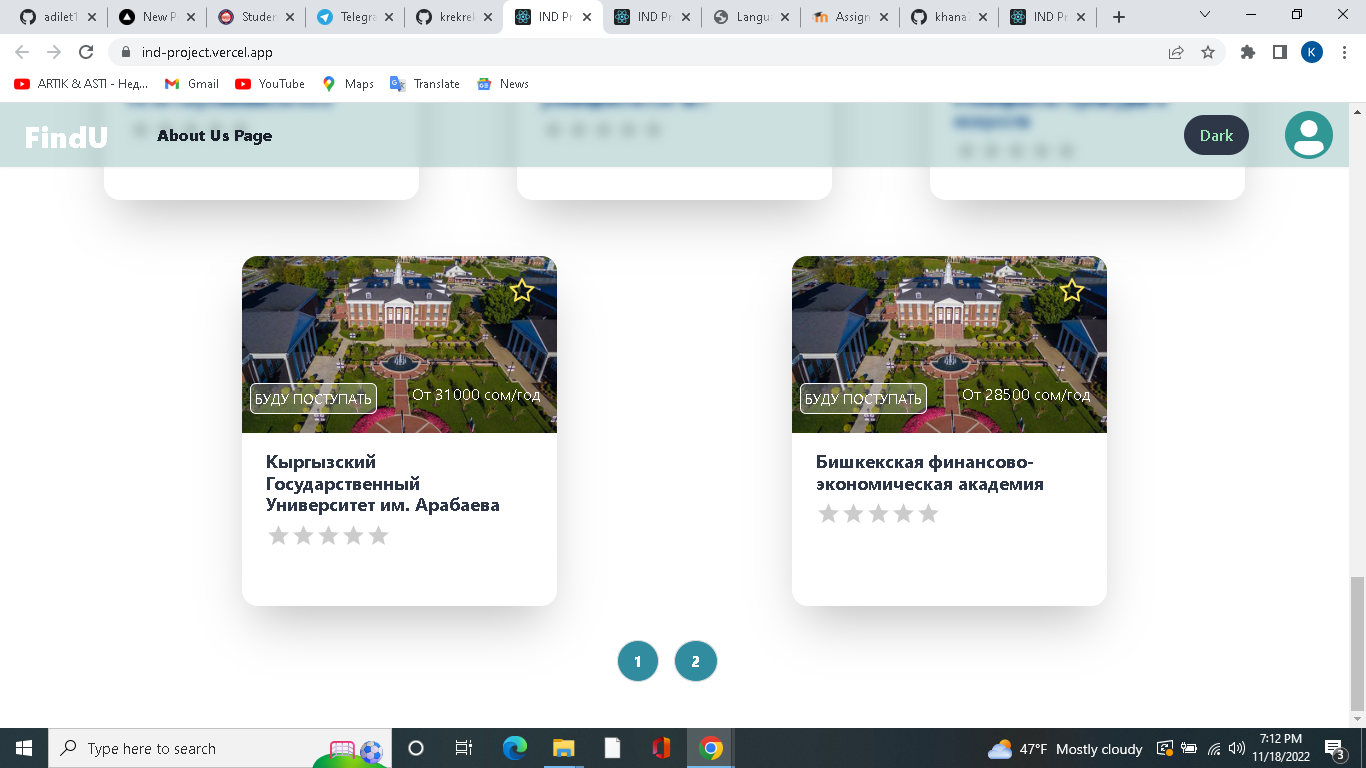 adilet1
New P
Studen
Telegra
krekrek
IND Pr
IND Pr
Langu
Assign
khana7
IND Pr
ind-project.vercel.app
K
ARTIK & ASTI - Нед...
Gmail
YouTube
Maps
Translate
News
FindU
About Us Page
Dark
БУДУ ПОСТУПАТЬ
От 31000 сом/год
Кыргызский
Государственный
Университет им. Арабаева
БУДУ ПОСТУПАТЬ
От 28500 сом/год
Бишкекская финансово-
экономическая академия
1
2
Type here to search
47°F Mostly cloudy
7:12 PM
11/18/2022
3